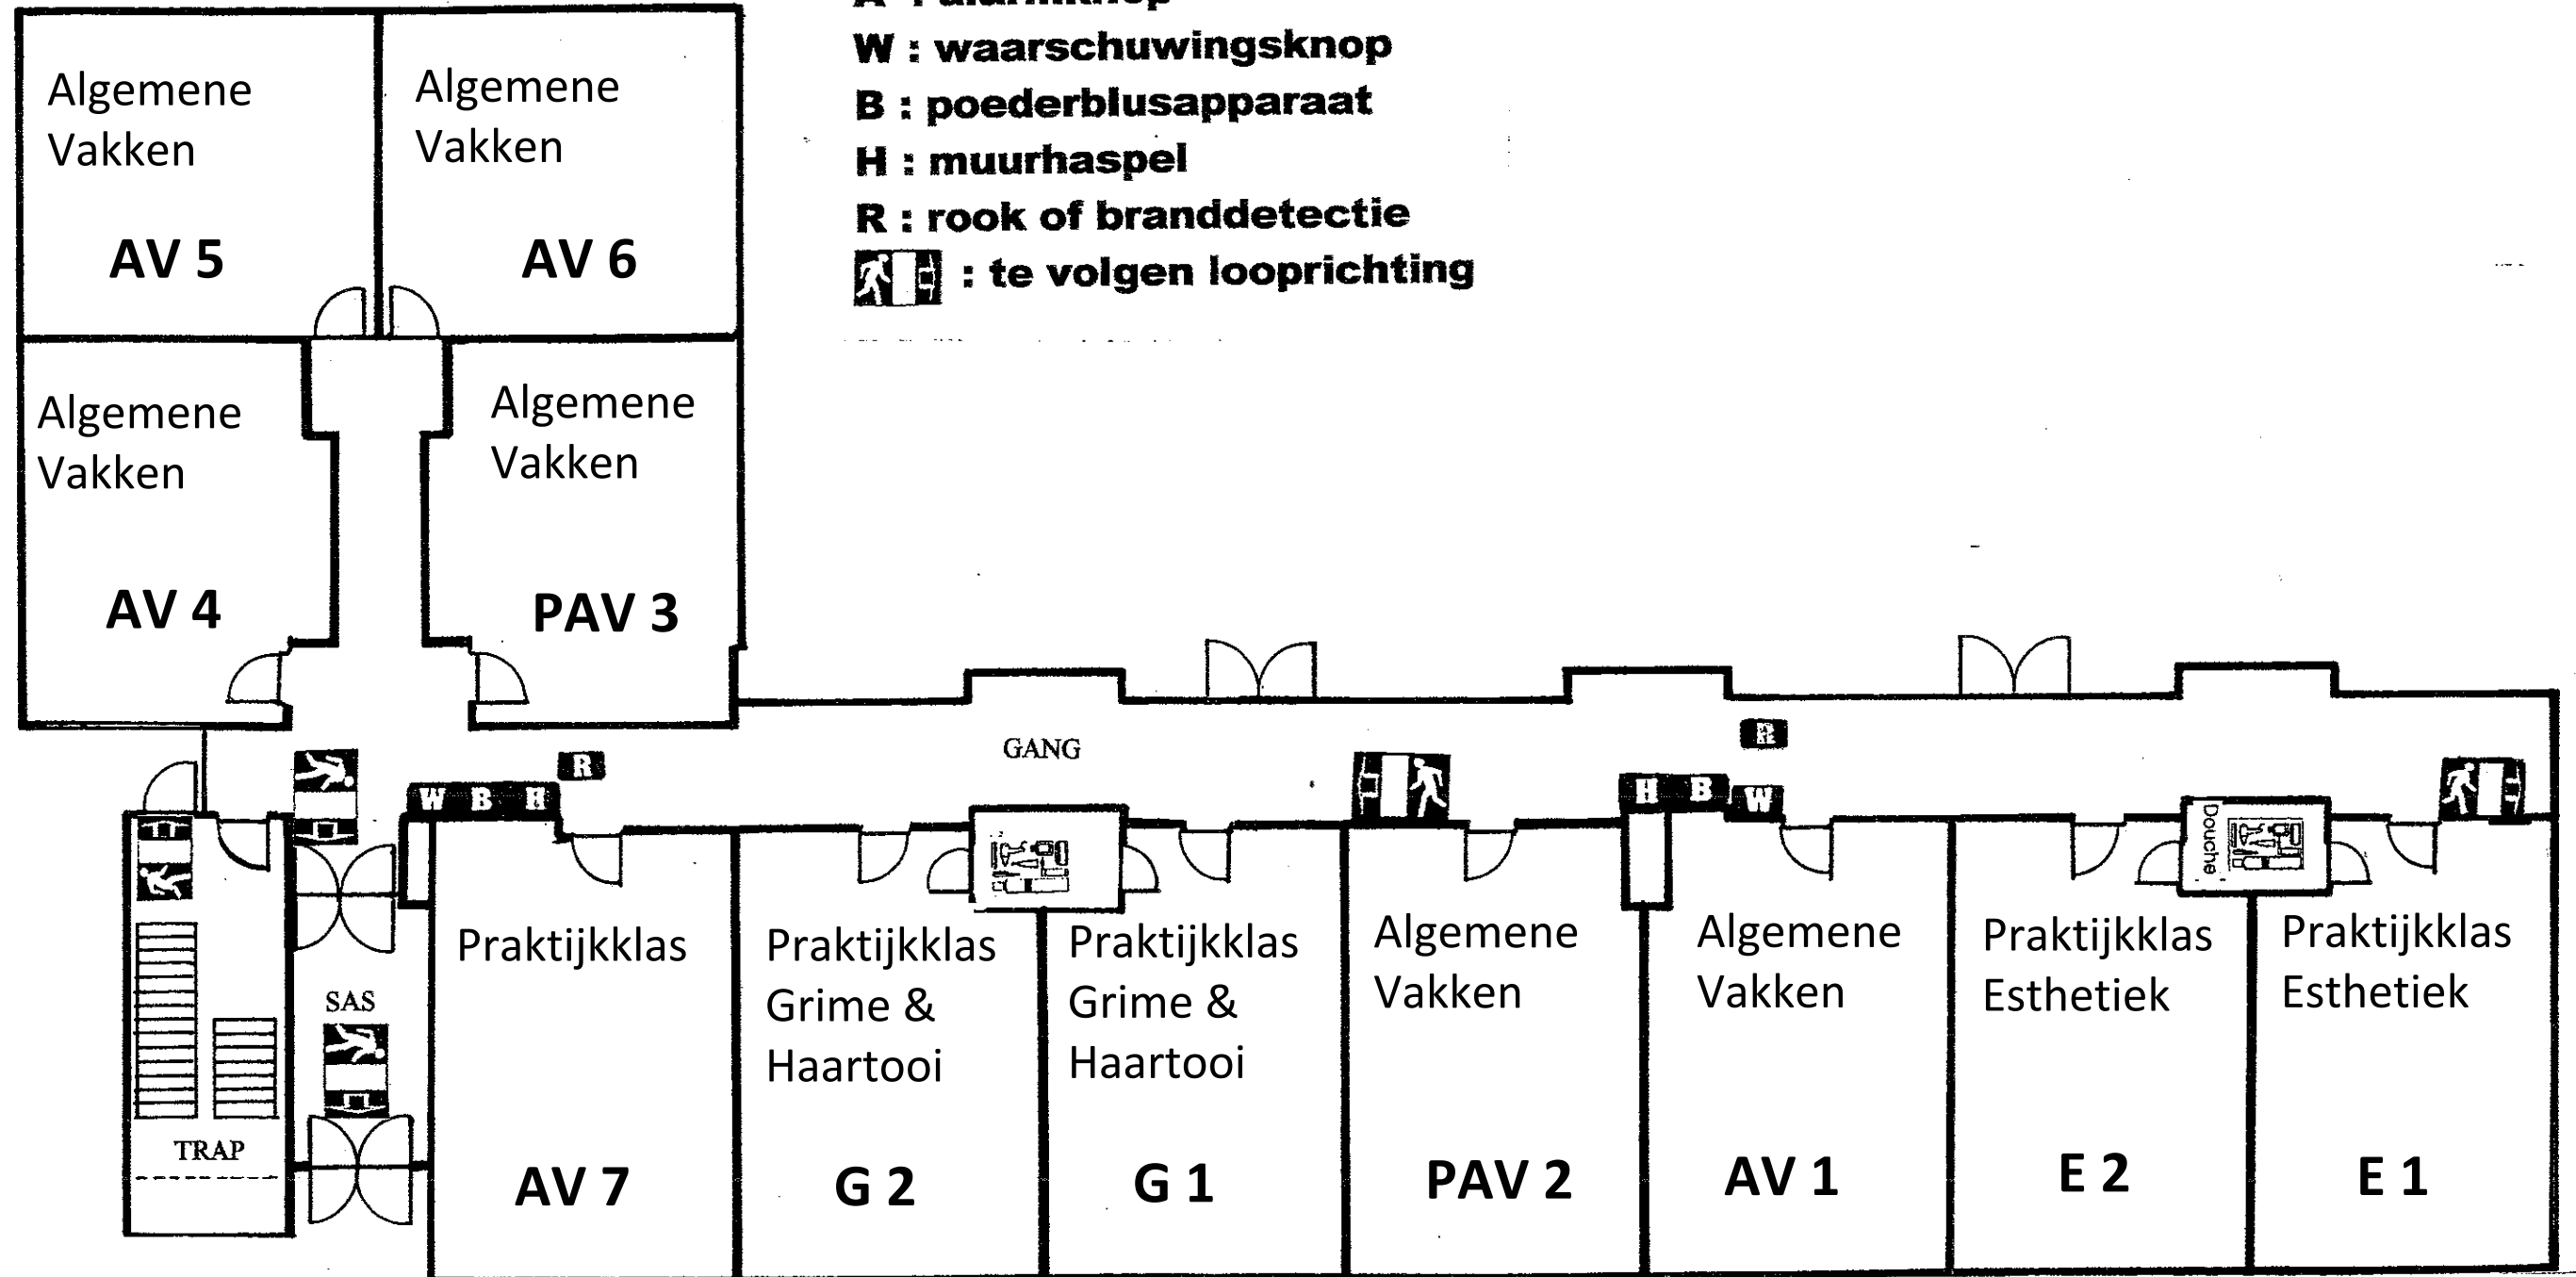 W : waarschuwingsknop
B : poederblusapparaat
H : muurhaspel
R : rook of branddetectie
: te volgen looprichting
Algemene
Vakken
AV 5
Algemene
Vakken
AV 6
Algemene
Vakken
AV 4
Algemene
Vakken
PAV 3
R
GANG
W B H
H B W
Douche
SAS
TRAP
Praktijkklas
AV 7
Praktijkklas
Grime &
Haartooi
G 2
Praktijkklas
Grime &
Haartooi
G 1
Algemene
Vakken
PAV 2
Algemene
Vakken
AV 1
Praktijkklas
Esthetiek
E 2
Praktijkklas
Esthetiek
E 1